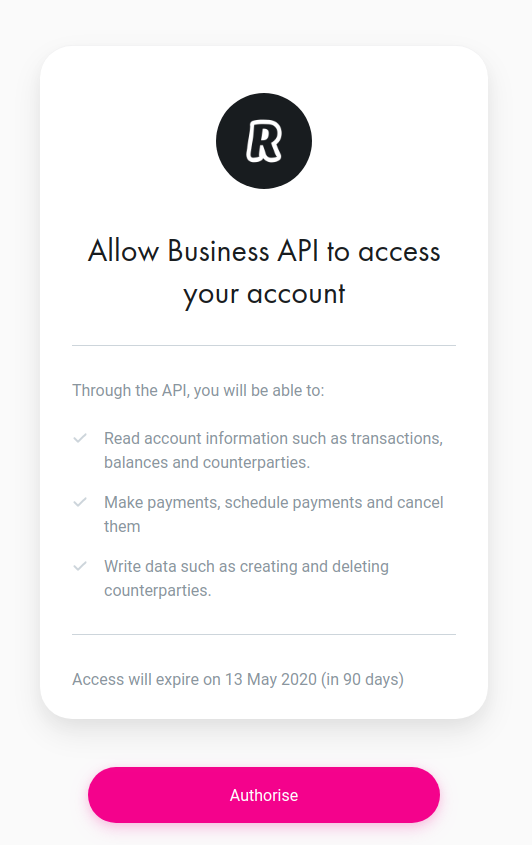 R
Allow Business API to access
your account
Through the API, you will be able to:
Read account information such as transactions,
balances and counterparties.
Make payments, schedule payments and cancel
them
Write data such as creating and deleting
counterparties.
Access will expire on 13 May 2020 (in 90 days)
Authorise